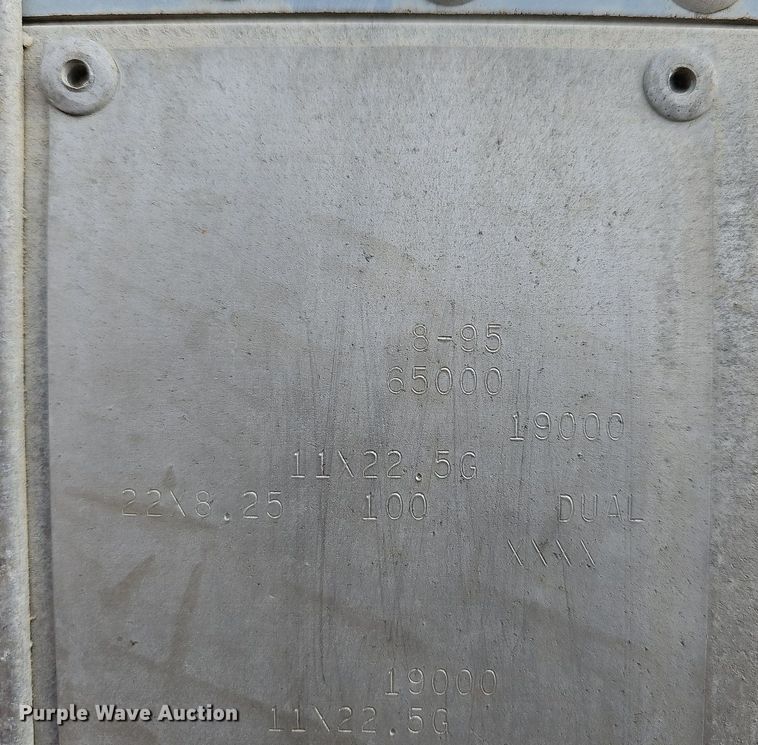 8-95
65000
19000
11X22.5G
22X8.25 100 DUAL
XXXX
19000
11X22.5G
Purple Wave Auction